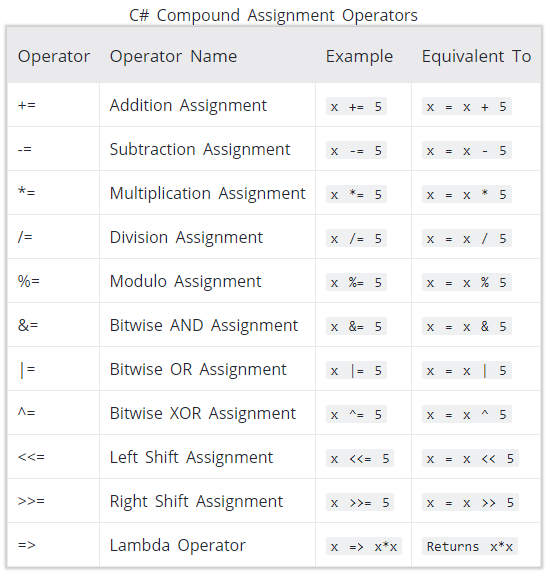 C# Compound Assignment Operators
Operator Operator Name Example Equivalent To
+= Addition Assignment x += 5 x = x + 5
-= Subtraction Assignment x -= 5 x = x - 5
*= Multiplication Assignment x *= 5 x = x * 5
/= Division Assignment x /= 5 x = x / 5
%= Modulo Assignment x %= 5 x = x % 5
&= Bitwise AND Assignment x &= 5 x = x & 5
|= Bitwise OR Assignment x |= 5 x = x | 5
^= Bitwise XOR Assignment x ^= 5 x = x ^ 5
<<= Left Shift Assignment x <<= 5 x = x << 5
>>= Right Shift Assignment x >>= 5 x = x >> 5
=> Lambda Operator x => x*x Returns x*x